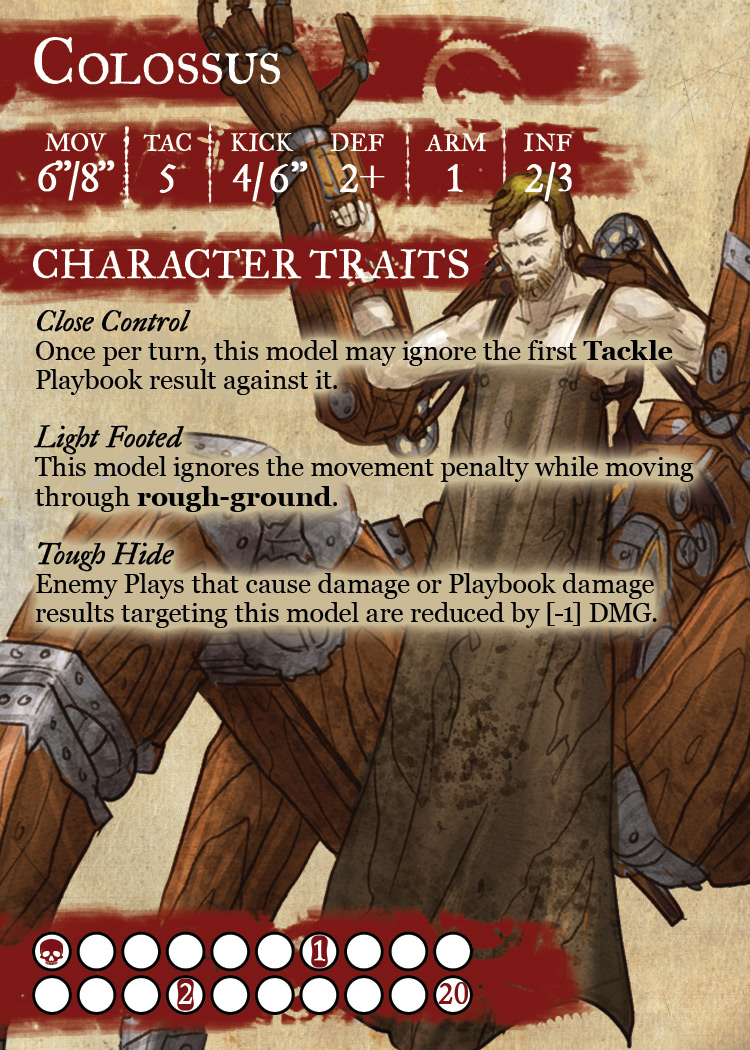 Colossus
MOV TAC KICK DEF ARM INF
6”/8” 5 4/6” 2+ 1 2/3
CHARACTER TRAITS
Close Control
Once per turn, this model may ignore the first Tackle
Playbook result against it.
Light Footed
This model ignores the movement penalty while moving
through rough-ground.
Tough Hide
Enemy Plays that cause damage or Playbook damage
results targeting this model are reduced by [-1] DMG.
1
2 20